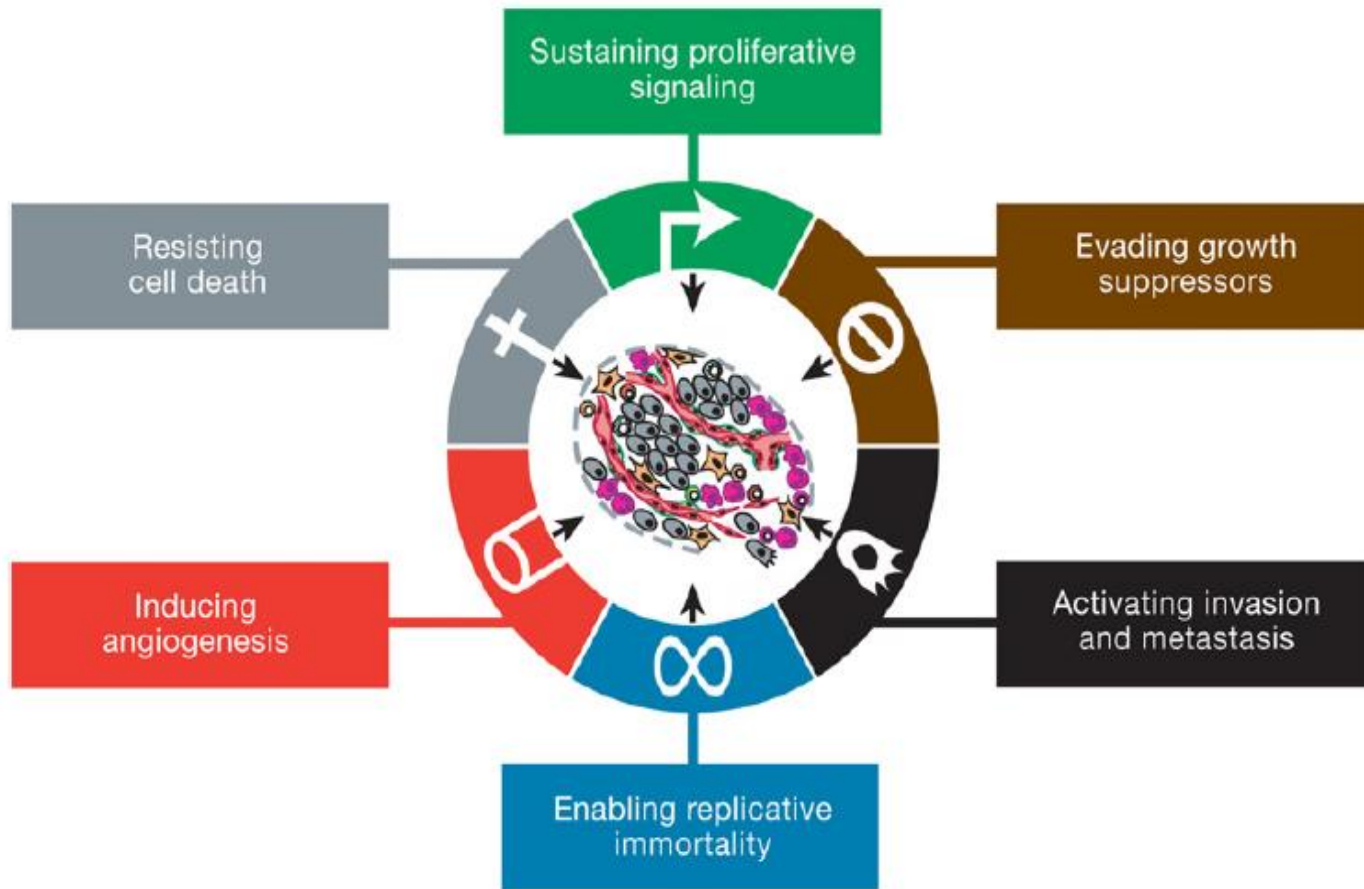 Sustaining proliferative
signaling
Resisting
cell death
Evading growth
suppressors
Inducing
angiogenesis
Activating invasion
and metastasis
Enabling replicative
immortality